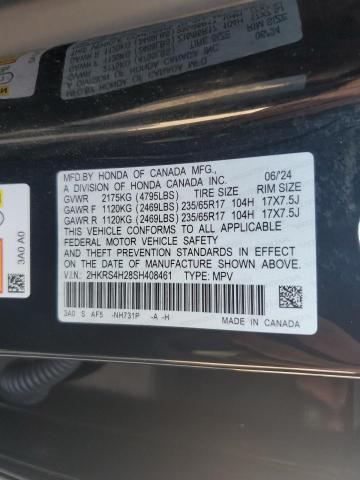 MFD.BY HONDA OF CANADA MFG., 06/24
A DIVISION OF HONDA CANADA INC.
GVWR 2175KG (4795LBS) TIRE SIZE RIM SIZE
GAWR F 1120KG (2469LBS) 235/65R17 104H 17X7.5J
GAWR R 1120KG (2469LBS) 235/65R17 104H 17X7.5J
THIS VEHICLE CONFORMS TO ALL APPLICABLE
FEDERAL MOTOR VEHICLE SAFETY
STANDARDS AND THEFT PREVENTION STANDARD IN EFFECT
ON THE DATE OF MANUFACTURE SHOWN ABOVE.
V.I.N: 2HKRS4H28SH408461 TYPE: MPV
3A0 S AF5 -NH731P -A -H MADE IN CANADA
3A0 A0